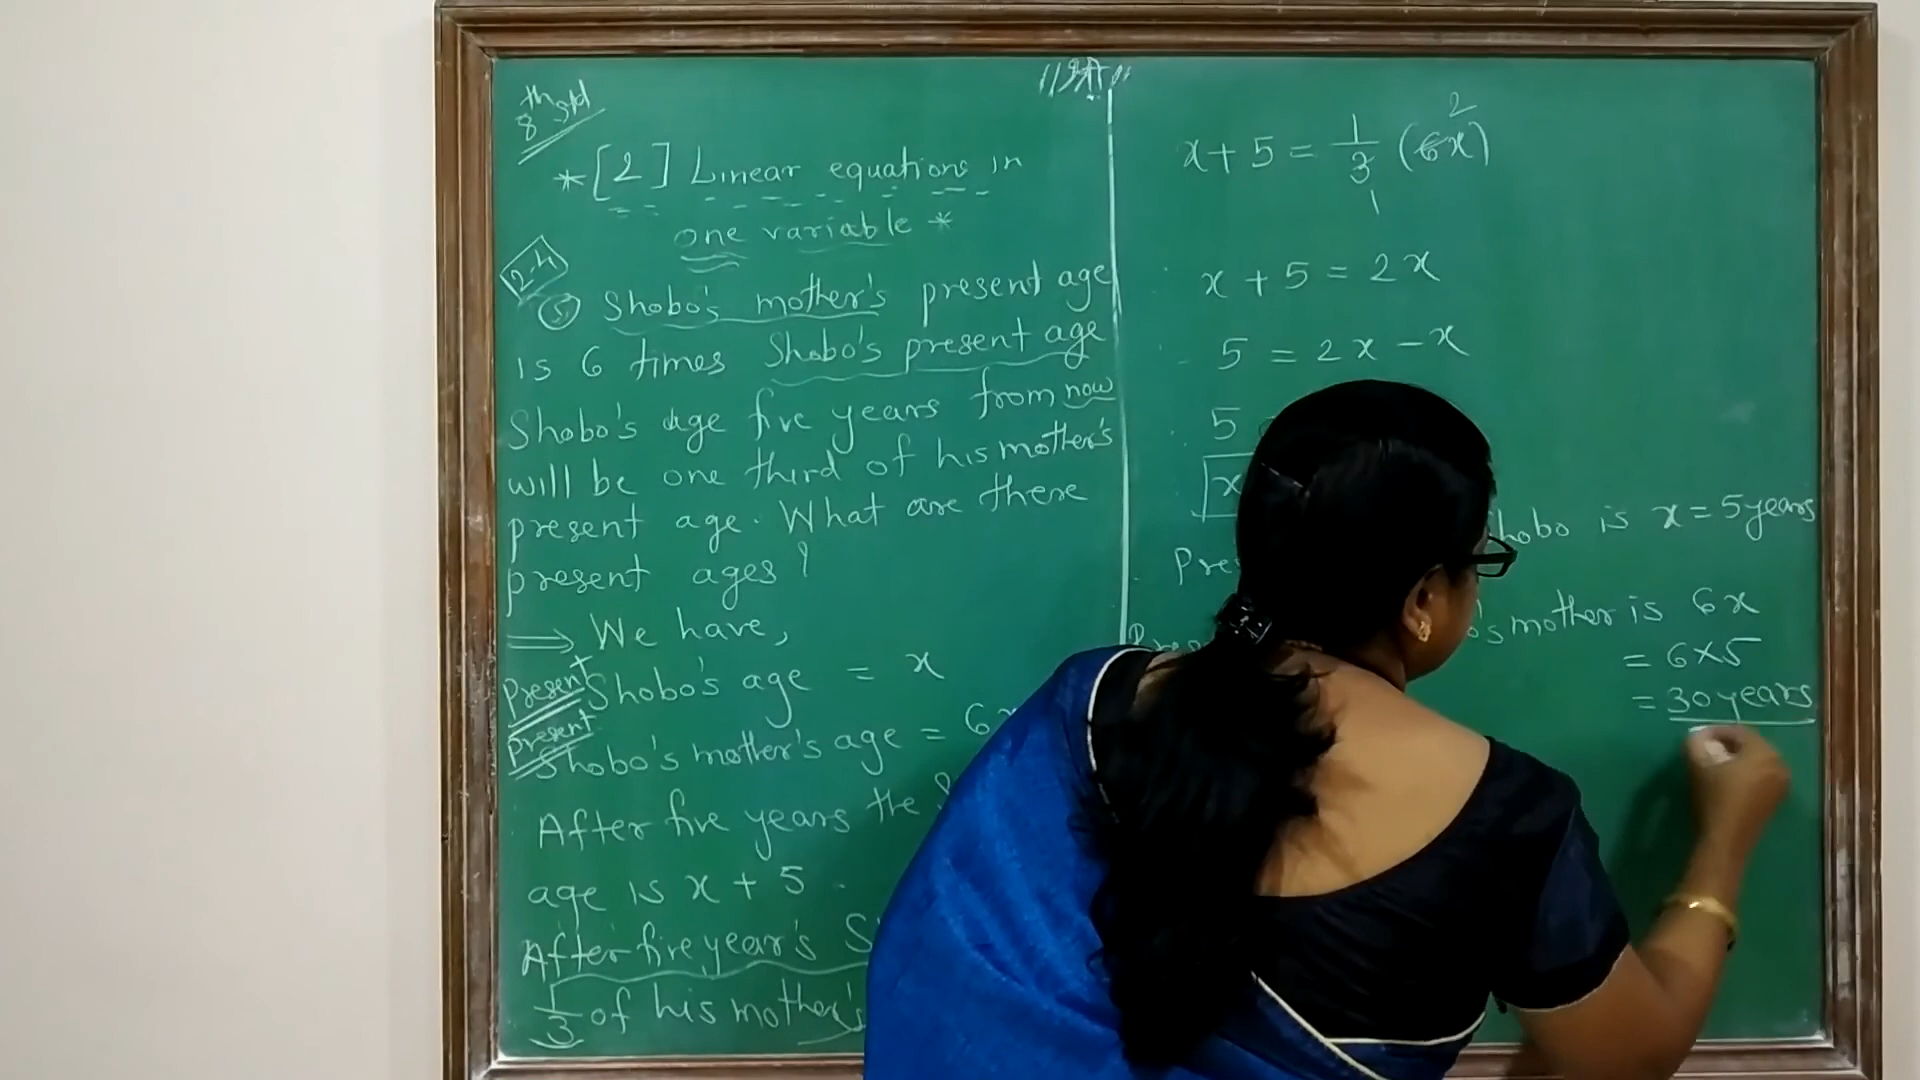 8th std
* [2] Linear equations in
one variable *
2.4
5 Shobo's mother's present age
is 6 times Shobo's present age
Shobo's age five years from now
will be one third of his mother's
present age. What are there
present ages?
⟹ We have,
Present Shobo's age = x
Present Shobo's mother's age = 6x
After five years the
age is x + 5.
After five year's
1/3 of his mother's
x + 5 = 1/3 (6x) 2 1
x + 5 = 2x
5 = 2x - x
5
x
Shobo is x = 5 years
mother is 6x
= 6×5
= 30 years